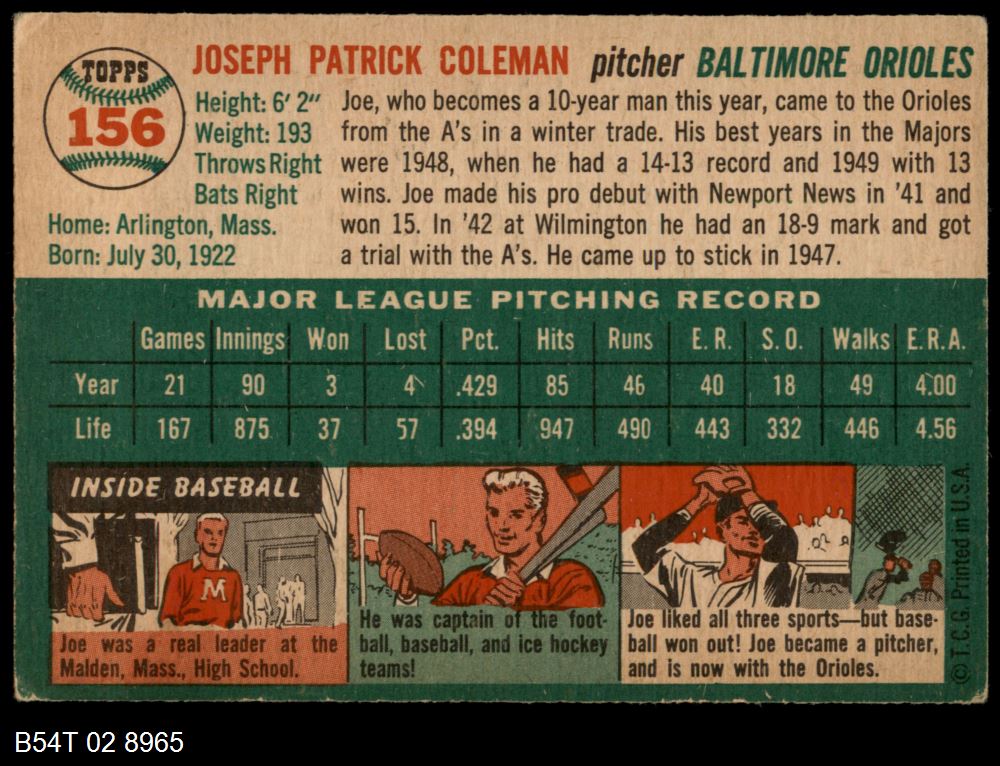 TOPPS
156
JOSEPH PATRICK COLEMAN pitcher BALTIMORE ORIOLES
Height: 6' 2"
Weight: 193
Throws Right
Bats Right
Home: Arlington, Mass.
Born: July 30, 1922
Joe, who becomes a 10-year man this year, came to the Orioles
from the A's in a winter trade. His best years in the Majors
were 1948, when he had a 14-13 record and 1949 with 13
wins. Joe made his pro debut with Newport News in '41 and
won 15. In '42 at Wilmington he had an 18-9 mark and got
a trial with the A's. He came up to stick in 1947.
MAJOR LEAGUE PITCHING RECORD
Games Innings Won Lost Pct. Hits Runs E. R. S. O. Walks E. R. A.
Year 21 90 3 4 .429 85 46 40 18 49 4.00
Life 167 875 37 57 .394 947 490 443 332 446 4.56
INSIDE BASEBALL
M
Joe was a real leader at the
Malden, Mass., High School.
He was captain of the foot-
ball, baseball, and ice hockey
teams!
Joe liked all three sports—but base-
ball won out! Joe became a pitcher,
and is now with the Orioles.
© T. C. G. Printed in U. S. A.
B54T 02 8965